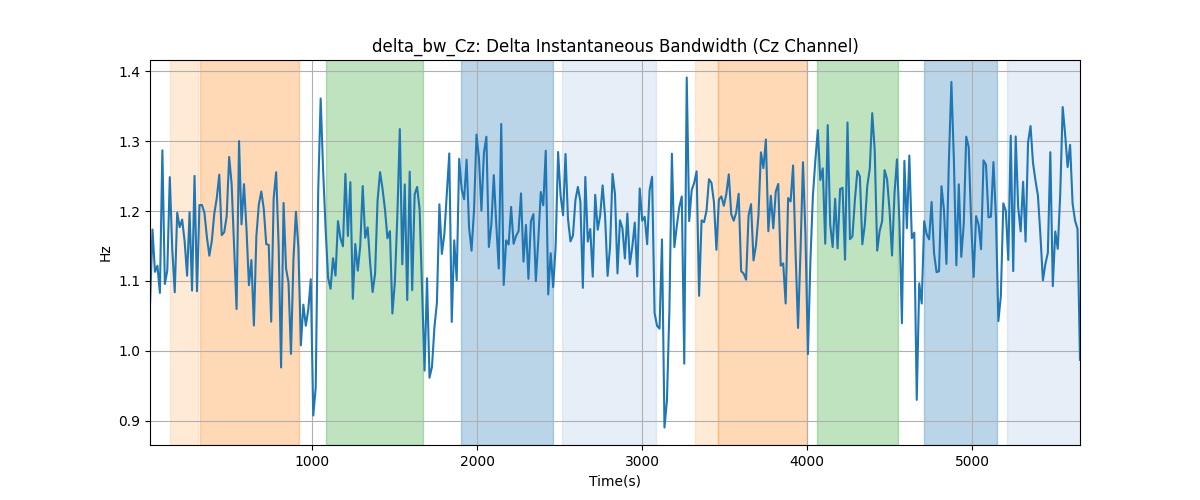 delta_bw_Cz: Delta Instantaneous Bandwidth (Cz Channel)
1.4
1.3
1.2
1.1
1.0
0.9
Hz
1000 2000 3000 4000 5000
Time(s)